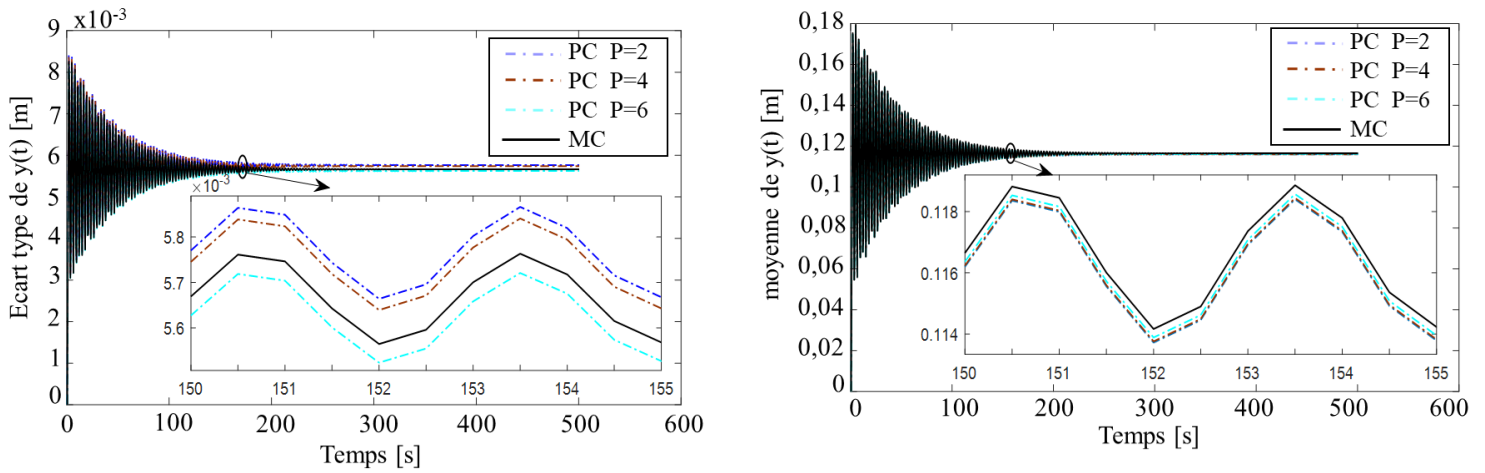 x10-3
9
8
7
6
5
4
3
2
1
0
Ecart type de y(t) [m]
PC P=2
PC P=4
PC P=6
MC
×10-3
5.8
5.7
5.6
150 151 152 153 154 155
0 100 200 300 400 500 600
Temps [s]
0,18
0,16
0,14
0,12
0,1
0,08
0,06
0,04
0,02
0
moyenne de y(t) [m]
PC P=2
PC P=4
PC P=6
MC
0.118
0.116
0.114
150 151 152 153 154 155
0 100 200 300 400 500 600
Temps [s]